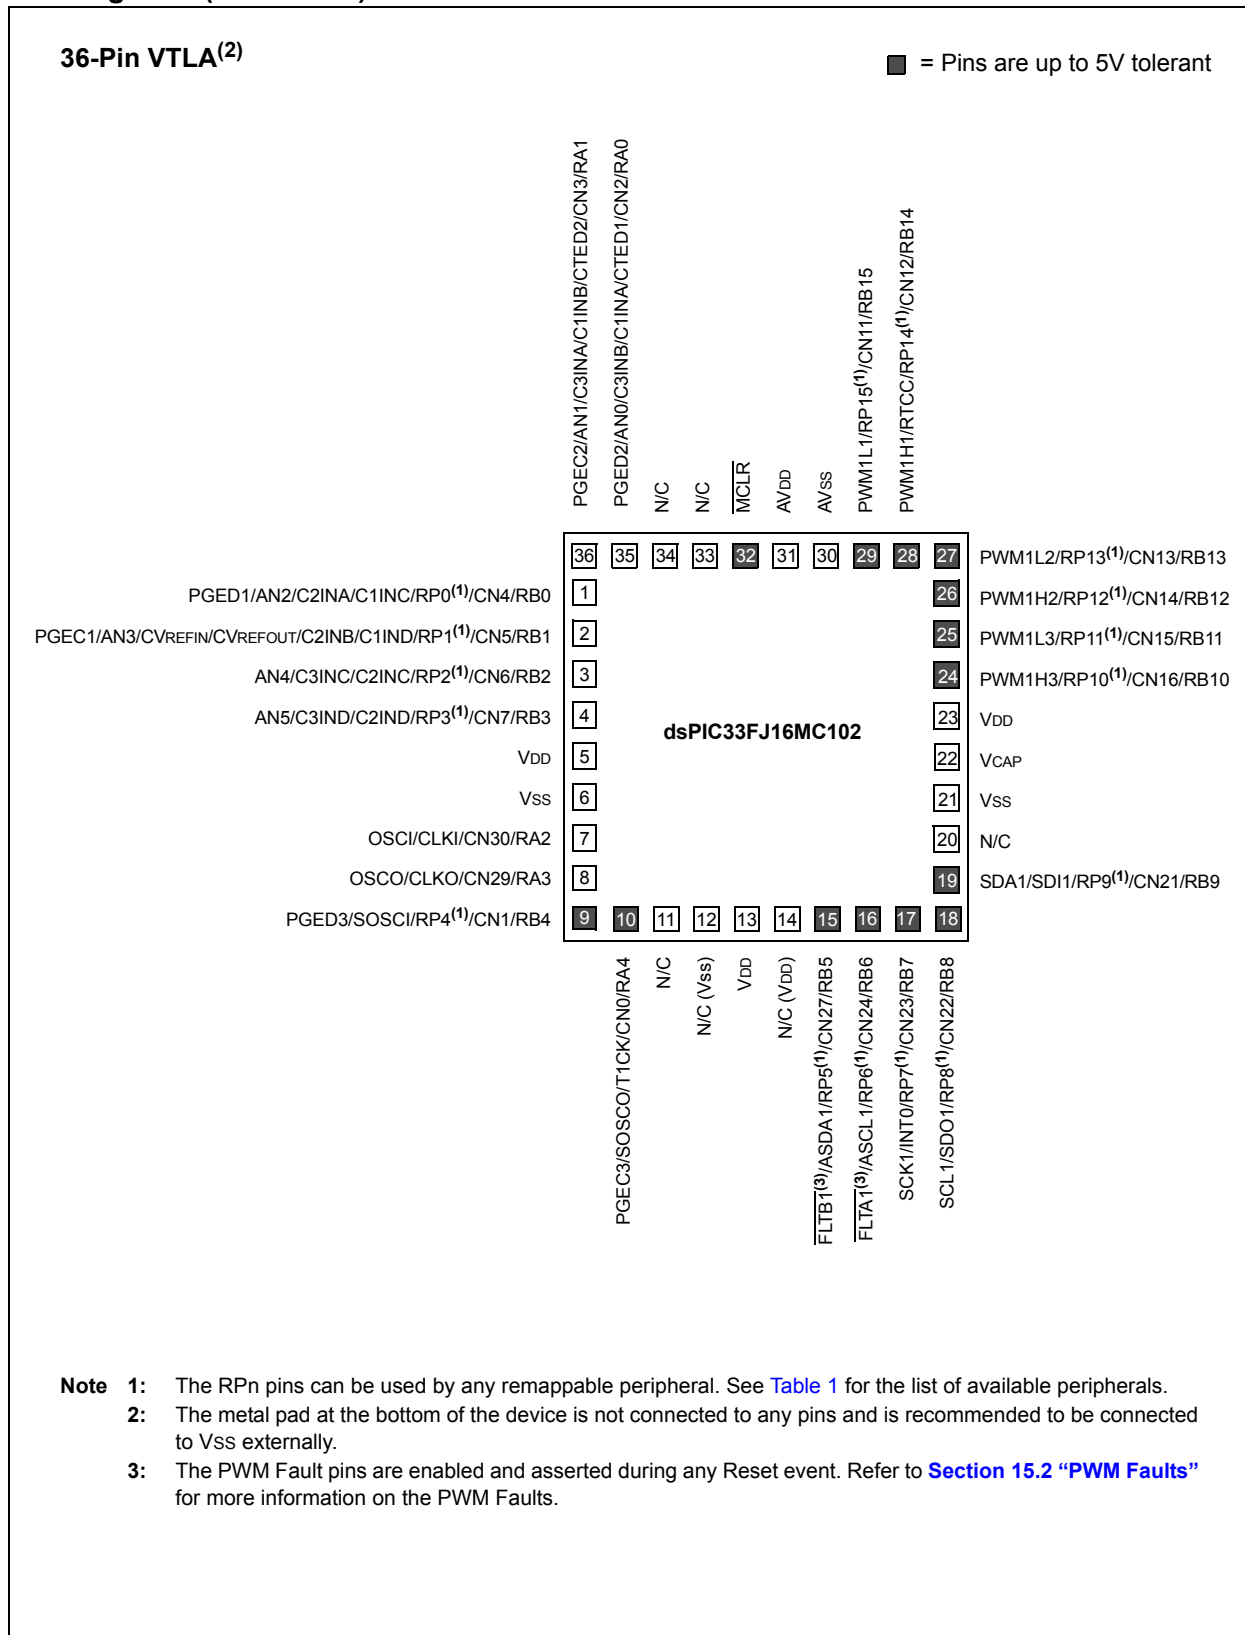 36-Pin VTLA(2)
= Pins are up to 5V tolerant
PGEC2/AN1/C3INA/C1INB/CTED2/CN3/RA1
PGED2/AN0/C3INB/C1INA/CTED1/CN2/RA0
N/C
N/C
MCLR
AVDD
AVSS
PWM1L1/RP15(1)/CN11/RB15
PWM1H1/RTCC/RP14(1)/CN12/RB14
36 35 34 33 32 31 30 29 28 27 PWM1L2/RP13(1)/CN13/RB13
PGED1/AN2/C2INA/C1INC/RP0(1)/CN4/RB0 1 26 PWM1H2/RP12(1)/CN14/RB12
PGEC1/AN3/CVREFIN/CVREFOUT/C2INB/C1IND/RP1(1)/CN5/RB1 2 25 PWM1L3/RP11(1)/CN15/RB11
AN4/C3INC/C2INC/RP2(1)/CN6/RB2 3 24 PWM1H3/RP10(1)/CN16/RB10
AN5/C3IND/C2IND/RP3(1)/CN7/RB3 4 dsPIC33FJ16MC102 23 VDD
VDD 5 22 VCAP
VSS 6 21 VSS
OSCI/CLKI/CN30/RA2 7 20 N/C
OSCO/CLKO/CN29/RA3 8 19 SDA1/SDI1/RP9(1)/CN21/RB9
PGED3/SOSCI/RP4(1)/CN1/RB4 9 10 11 12 13 14 15 16 17 18
PGEC3/SOSCO/T1CK/CN0/RA4
N/C
N/C (Vss)
VDD
N/C (VDD)
FLTB1(3)/ASDA1/RP5(1)/CN27/RB5
FLTA1(3)/ASCL1/RP6(1)/CN24/RB6
SCK1/INT0/RP7(1)/CN23/RB7
SCL1/SDO1/RP8(1)/CN22/RB8
Note 1: The RPn pins can be used by any remappable peripheral. See Table 1 for the list of available peripherals.
2: The metal pad at the bottom of the device is not connected to any pins and is recommended to be connected
to VSS externally.
3: The PWM Fault pins are enabled and asserted during any Reset event. Refer to Section 15.2 “PWM Faults”
for more information on the PWM Faults.